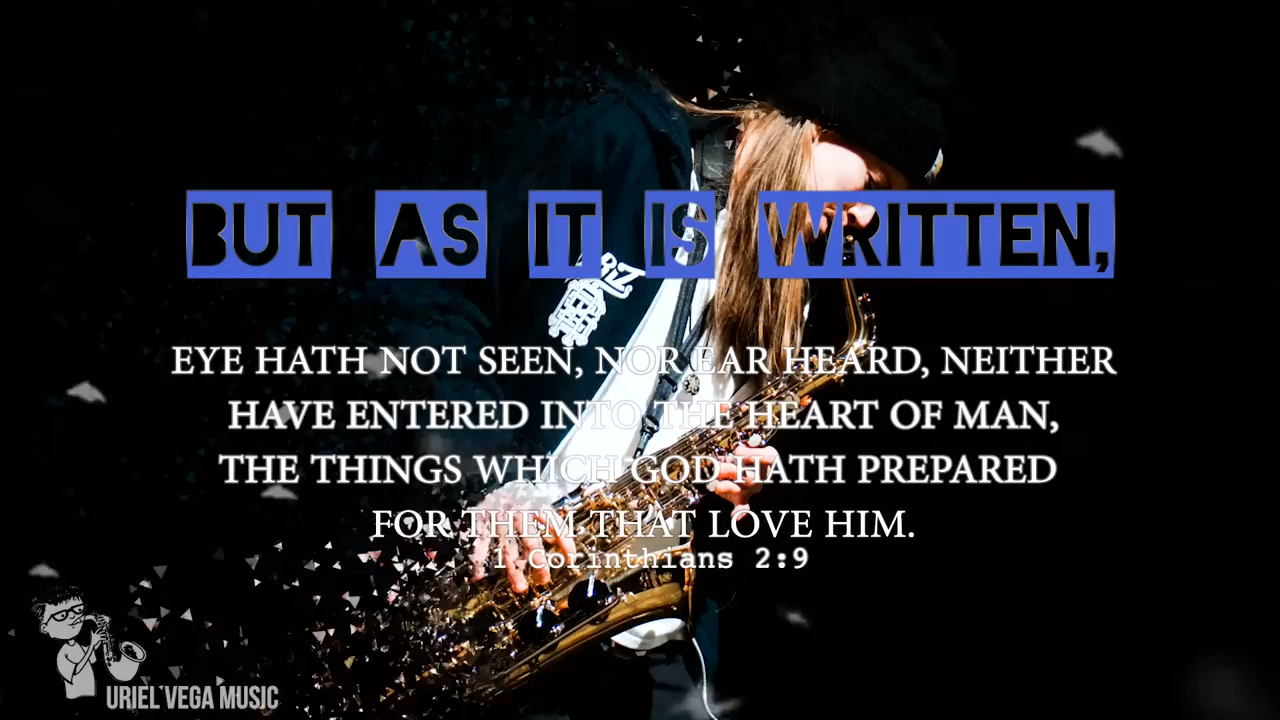 BUT AS IT IS WRITTEN,
EYE HATH NOT SEEN, NOR EAR HEARD, NEITHER
HAVE ENTERED INTO THE HEART OF MAN,
THE THINGS WHICH GOD HATH PREPARED
FOR THEM THAT LOVE HIM.
1 Corinthians 2:9
URIEL VEGA MUSIC